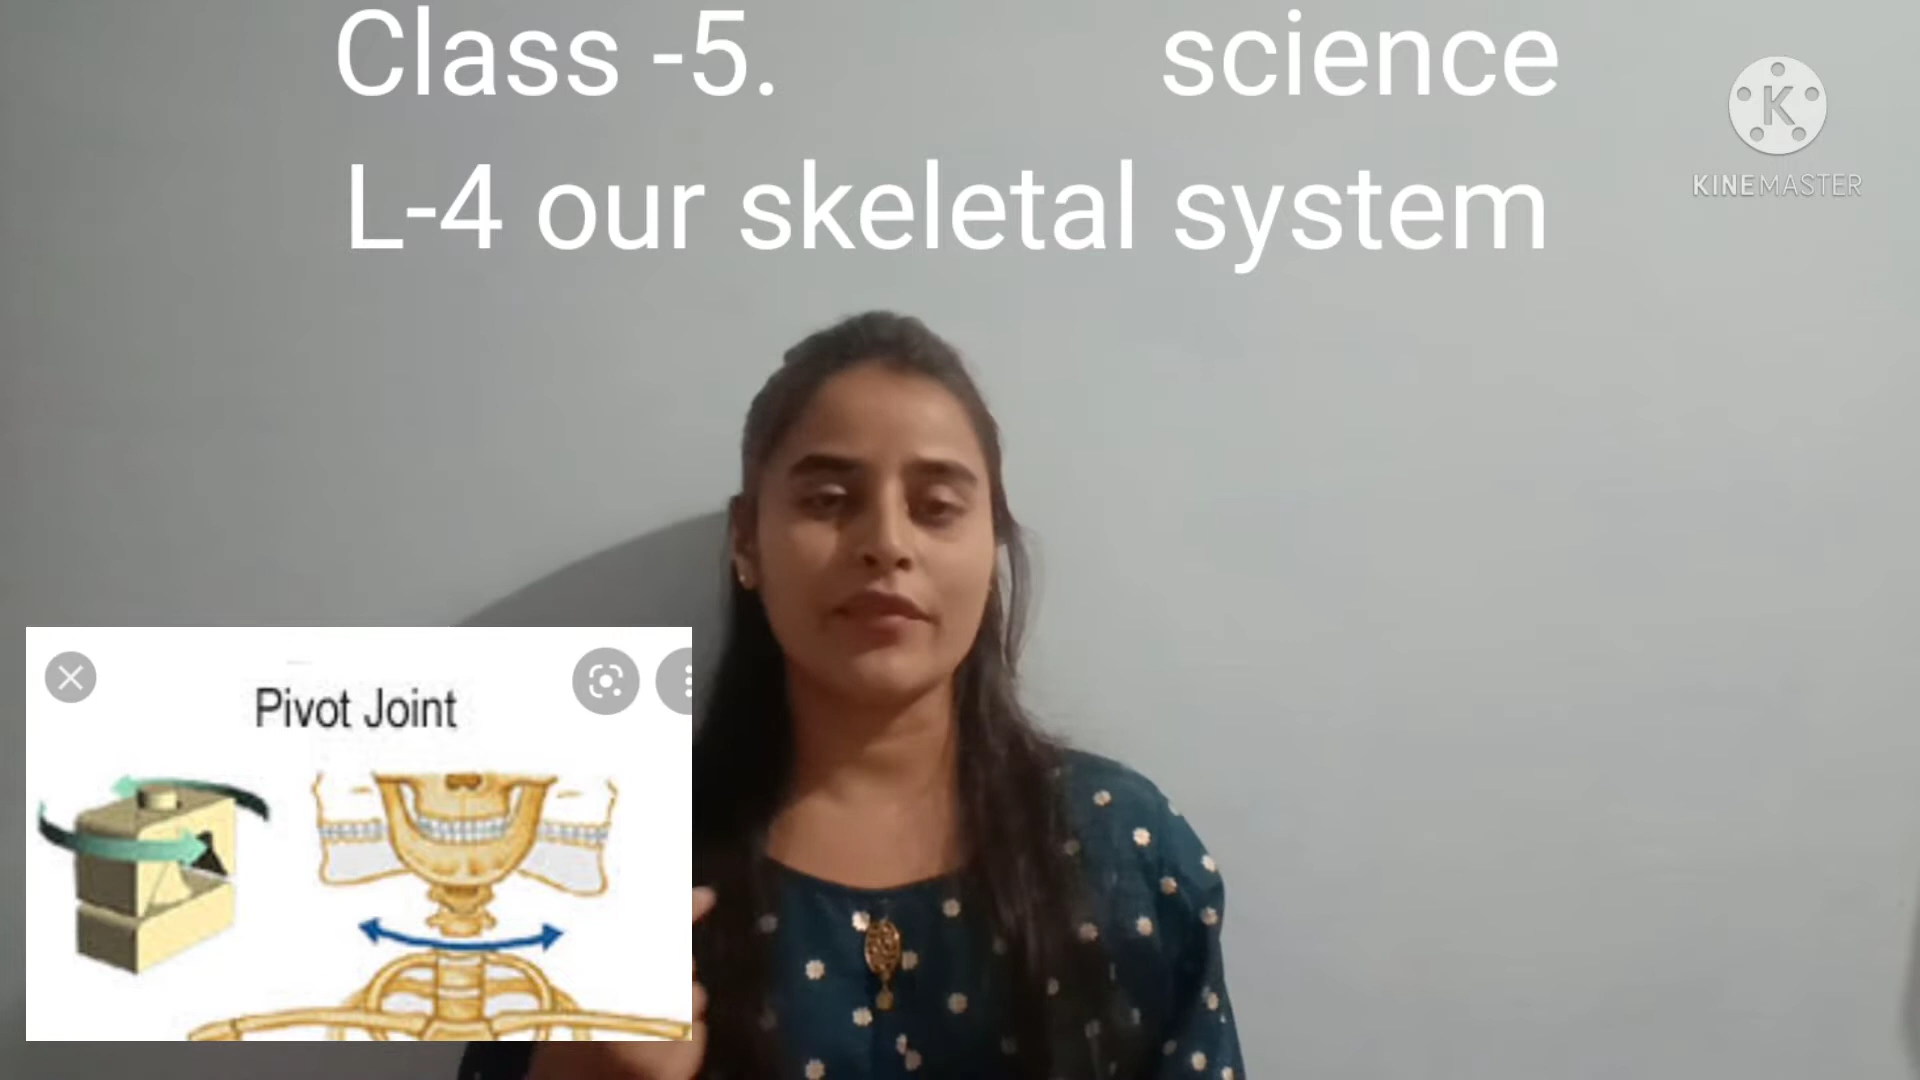 Class -5. science
L-4 our skeletal system
K
KINEMASTER
Pivot Joint